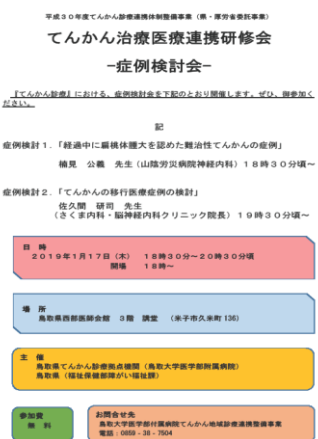 平成３０年度てんかん診療連携体制整備事業（県・厚労省委託事業）
てんかん治療医療連携研修会
−症例検討会−
『てんかん診療』における、症例検討会を下記のとおり開催します。ぜひ、御参加く
ださい。
記
症例検討１．「経過中に扁桃体腫大を認めた難治性てんかんの症例」
楠見　公義　先生（山陰労災病院神経内科）１８時３０分頃～
症例検討２．「てんかんの移行医療症例の検討」
佐久間　研司　先生
（さくま内科・脳神経内科クリニック院長）１９時３０分頃～
日　時
２０１９年１月１７日（木）　１８時３０分～２０時３０分頃
開場　　１８時～
場　所
鳥取県西部医師会館　３階　講堂　（米子市久米町 136）
主　催
鳥取県てんかん診療拠点機関（鳥取大学医学部附属病院）
鳥取県（福祉保健部障がい福祉課）
参加費
無　料
お問合せ先
鳥取大学医学部付属病院てんかん地域診療連携整備事業
電話：0859－38－7504